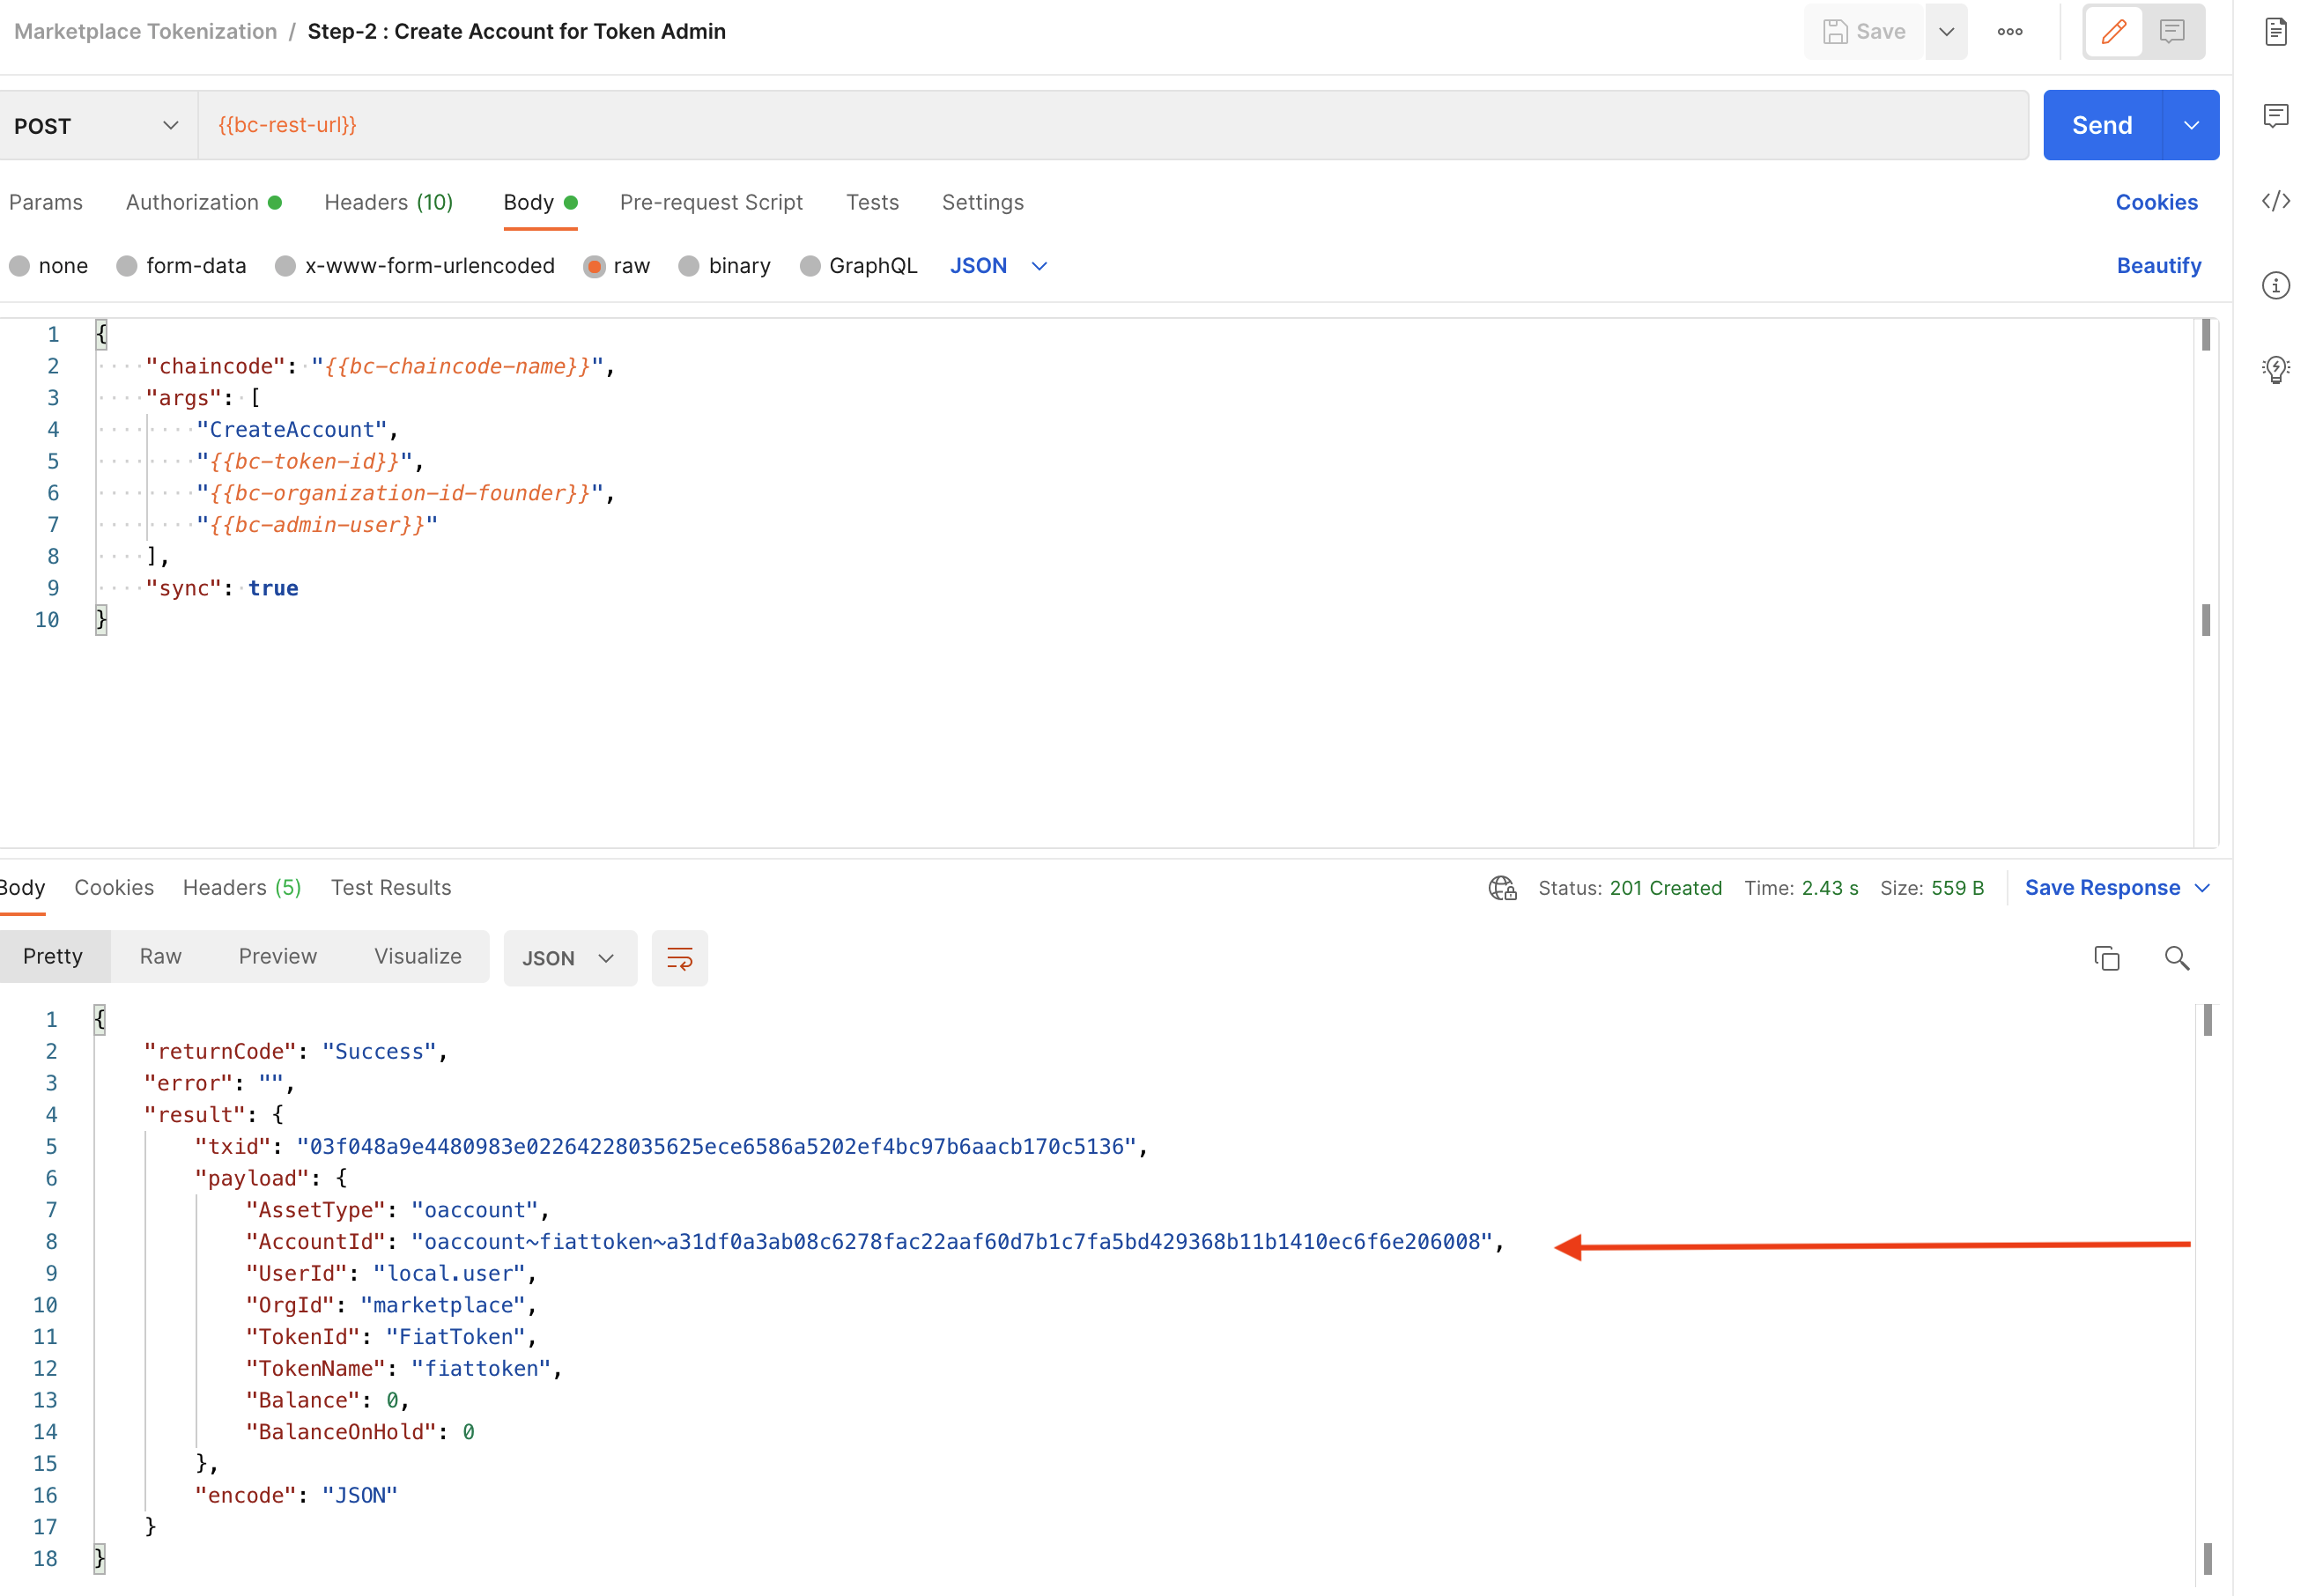 Marketplace Tokenization / Step-2 : Create Account for Token Admin
Save
POST
{{bc-rest-url}}
Send
Params Authorization Headers (10) Body Pre-request Script Tests Settings Cookies
none form-data x-www-form-urlencoded raw binary GraphQL JSON Beautify
1 {
2 "chaincode": "{{bc-chaincode-name}}",
3 "args": [
4 "CreateAccount",
5 "{{bc-token-id}}",
6 "{{bc-organization-id-founder}}",
7 "{{bc-admin-user}}"
8 ],
9 "sync": true
10 }
Body Cookies Headers (5) Test Results Status: 201 Created Time: 2.43 s Size: 559 B Save Response
Pretty Raw Preview Visualize JSON
1 {
2 "returnCode": "Success",
3 "error": "",
4 "result": {
5 "txid": "03f048a9e4480983e02264228035625ece6586a5202ef4bc97b6aacb170c5136",
6 "payload": {
7 "AssetType": "oaccount",
8 "AccountId": "oaccount~fiattoken~a31df0a3ab08c6278fac22aaf60d7b1c7fa5bd429368b11b1410ec6f6e206008",
9 "UserId": "local.user",
10 "OrgId": "marketplace",
11 "TokenId": "FiatToken",
12 "TokenName": "fiattoken",
13 "Balance": 0,
14 "BalanceOnHold": 0
15 },
16 "encode": "JSON"
17 }
18 }